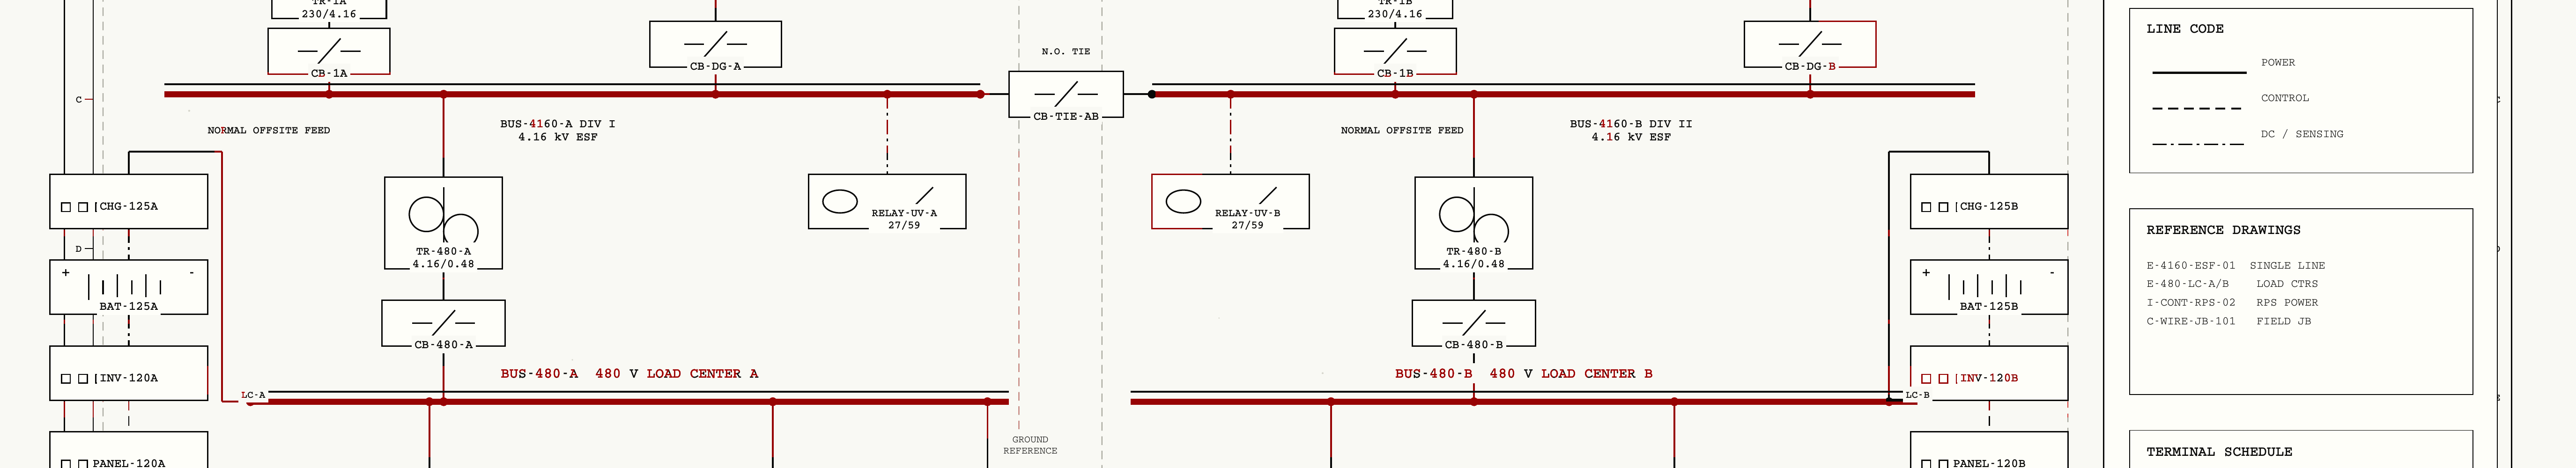 TR-1A
230/4.16
CB-1A
CB-DG-A
N.O. TIE
CB-TIE-AB
TR-1B
230/4.16
CB-1B
CB-DG-B
C
NORMAL OFFSITE FEED
BUS-4160-A DIV I
4.16 kV ESF
NORMAL OFFSITE FEED
BUS-4160-B DIV II
4.16 kV ESF
CHG-125A
RELAY-UV-A
27/59
RELAY-UV-B
27/59
CHG-125B
D
TR-480-A
4.16/0.48
TR-480-B
4.16/0.48
+ -
BAT-125A
+ -
BAT-125B
CB-480-A
CB-480-B
INV-120A
BUS-480-A 480 V LOAD CENTER A
BUS-480-B 480 V LOAD CENTER B
INV-120B
LC-A
LC-B
GROUND
REFERENCE
PANEL-120A
PANEL-120B
LINE CODE
POWER
CONTROL
DC / SENSING
REFERENCE DRAWINGS
E-4160-ESF-01 SINGLE LINE
E-480-LC-A/B LOAD CTRS
I-CONT-RPS-02 RPS POWER
C-WIRE-JB-101 FIELD JB
TERMINAL SCHEDULE